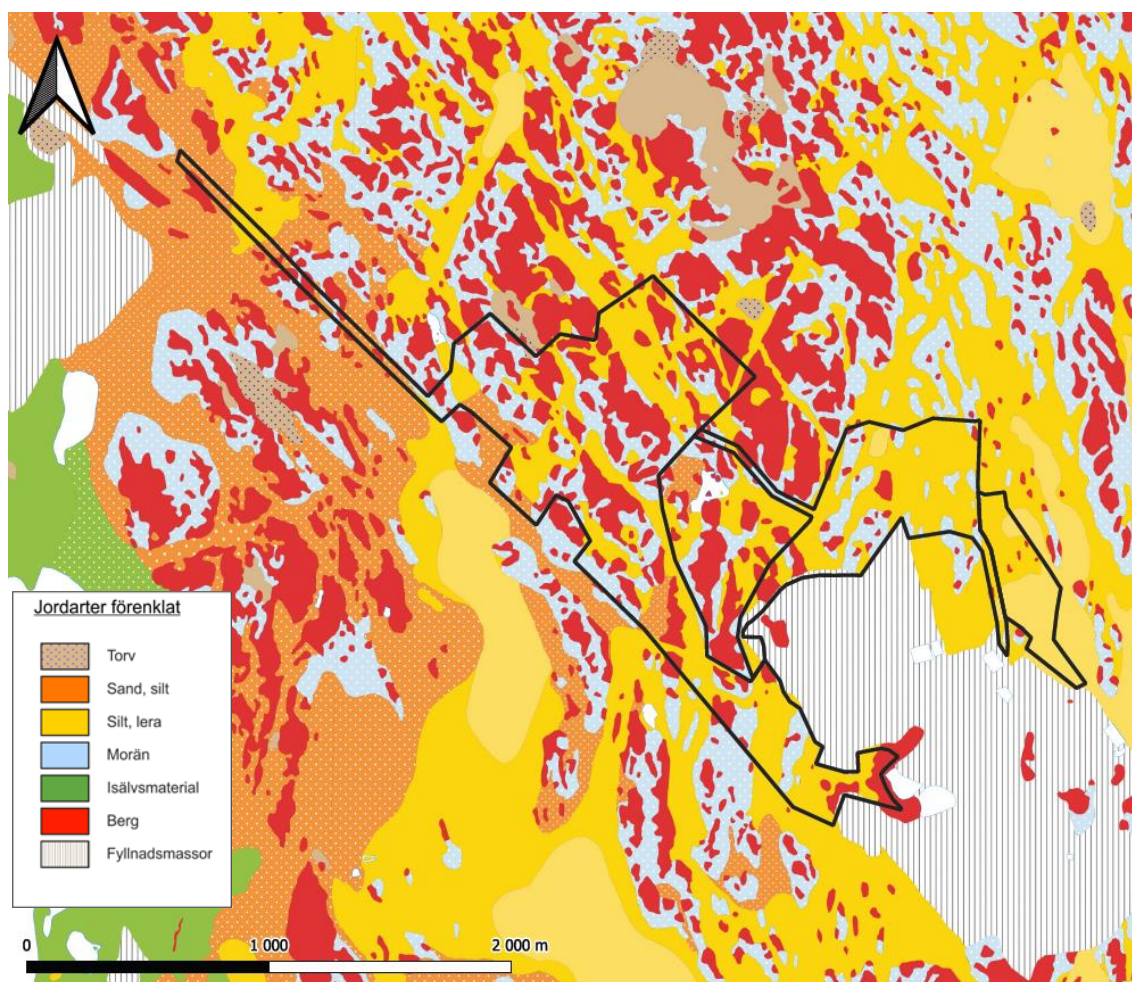 Jordarter förenklat
Torv
Sand, silt
Silt, lera
Morän
Isälvsmaterial
Berg
Fyllnadsmassor
0 1 000 2 000 m